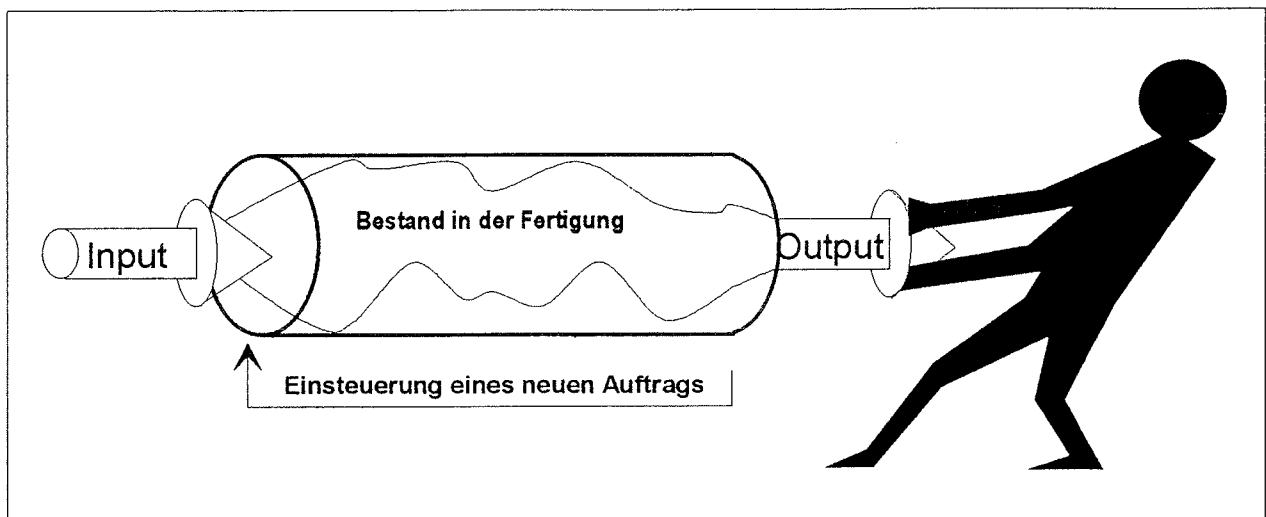 Input
Bestand in der Fertigung
Output
Einsteuerung eines neuen Auftrags